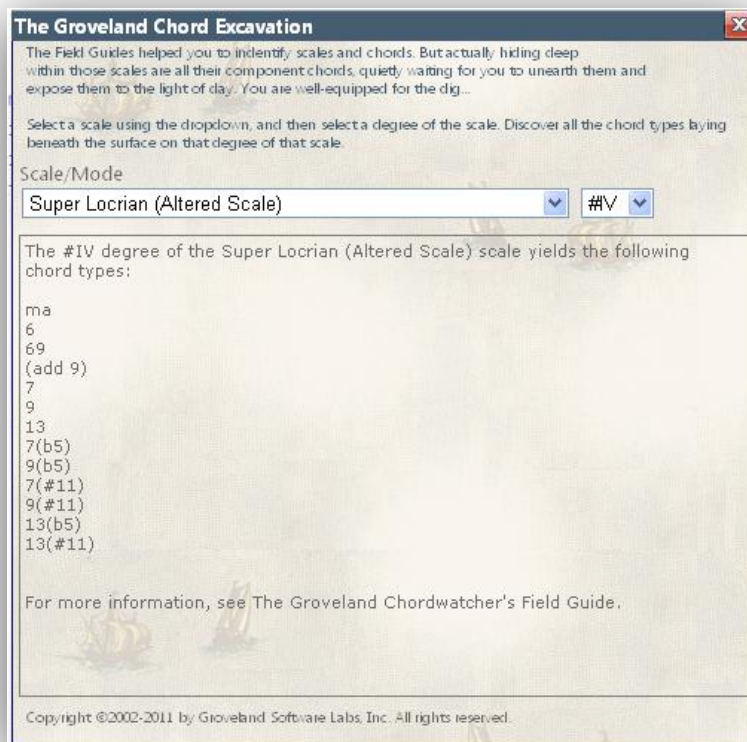 The Groveland Chord Excavation
The Field Guides helped you to indentify scales and chords. But actually hiding deep
within those scales are all their component chords, quietly waiting for you to unearth them and
expose them to the light of day. You are well-equipped for the dig...
Select a scale using the dropdown, and then select a degree of the scale. Discover all the chord types laying
beneath the surface on that degree of that scale.
Scale/Mode
Super Locrian (Altered Scale) #IV
The #IV degree of the Super Locrian (Altered Scale) scale yields the following
chord types:
ma
6
69
(add 9)
7
9
13
7(b5)
9(b5)
7(#11)
9(#11)
13(b5)
13(#11)
For more information, see The Groveland Chordwatcher's Field Guide.
Copyright ©2002-2011 by Groveland Software Labs, Inc. All rights reserved.